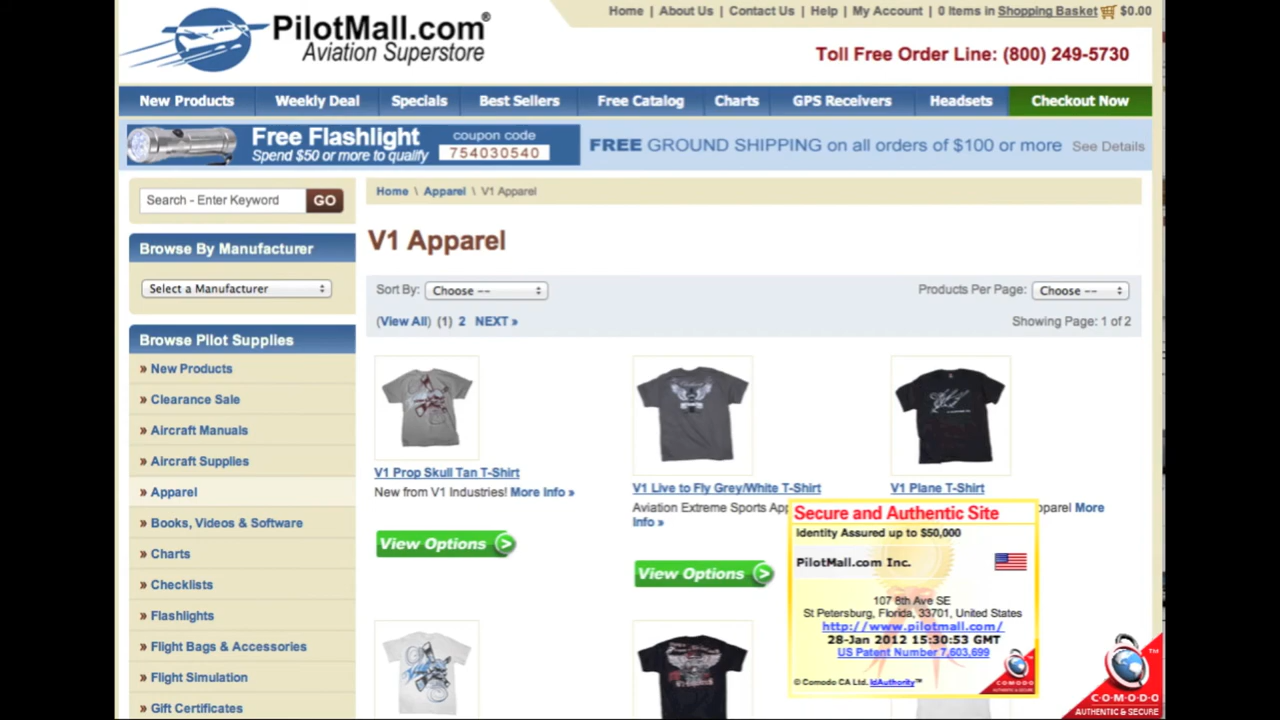 PilotMall.com®
Aviation Superstore
Home | About Us | Contact Us | Help | My Account | 0 Items in Shopping Basket $0.00
Toll Free Order Line: (800) 249-5730
New Products Weekly Deal Specials Best Sellers Free Catalog Charts GPS Receivers Headsets Checkout Now
Free Flashlight
Spend $50 or more to qualify
coupon code
754030540
FREE GROUND SHIPPING on all orders of $100 or more See Details
Search - Enter Keyword GO
Home \ Apparel \ V1 Apparel
Browse By Manufacturer
Select a Manufacturer
Browse Pilot Supplies
» New Products
» Clearance Sale
» Aircraft Manuals
» Aircraft Supplies
» Apparel
» Books, Videos & Software
» Charts
» Checklists
» Flashlights
» Flight Bags & Accessories
» Flight Simulation
» Gift Certificates
V1 Apparel
Sort By: Choose --
Products Per Page: Choose --
(View All) (1) 2 NEXT »
Showing Page: 1 of 2
V1 Prop Skull Tan T-Shirt
New from V1 Industries! More Info »
View Options >
V1 Live to Fly Grey/White T-Shirt
Aviation Extreme Sports App
Info »
View Options >
V1 Plane T-Shirt
parel More
Secure and Authentic Site
Identity Assured up to $50,000
PilotMall.com Inc.
107 8th Ave SE
St Petersburg, Florida, 33701, United States
http://www.pilotmall.com/
28-Jan 2012 15:30:53 GMT
US Patent Number 7,603,699
© Comodo CA Ltd. IdAuthority™
COMODO
AUTHENTIC & SECURE
TM
COMODO
AUTHENTIC & SECURE